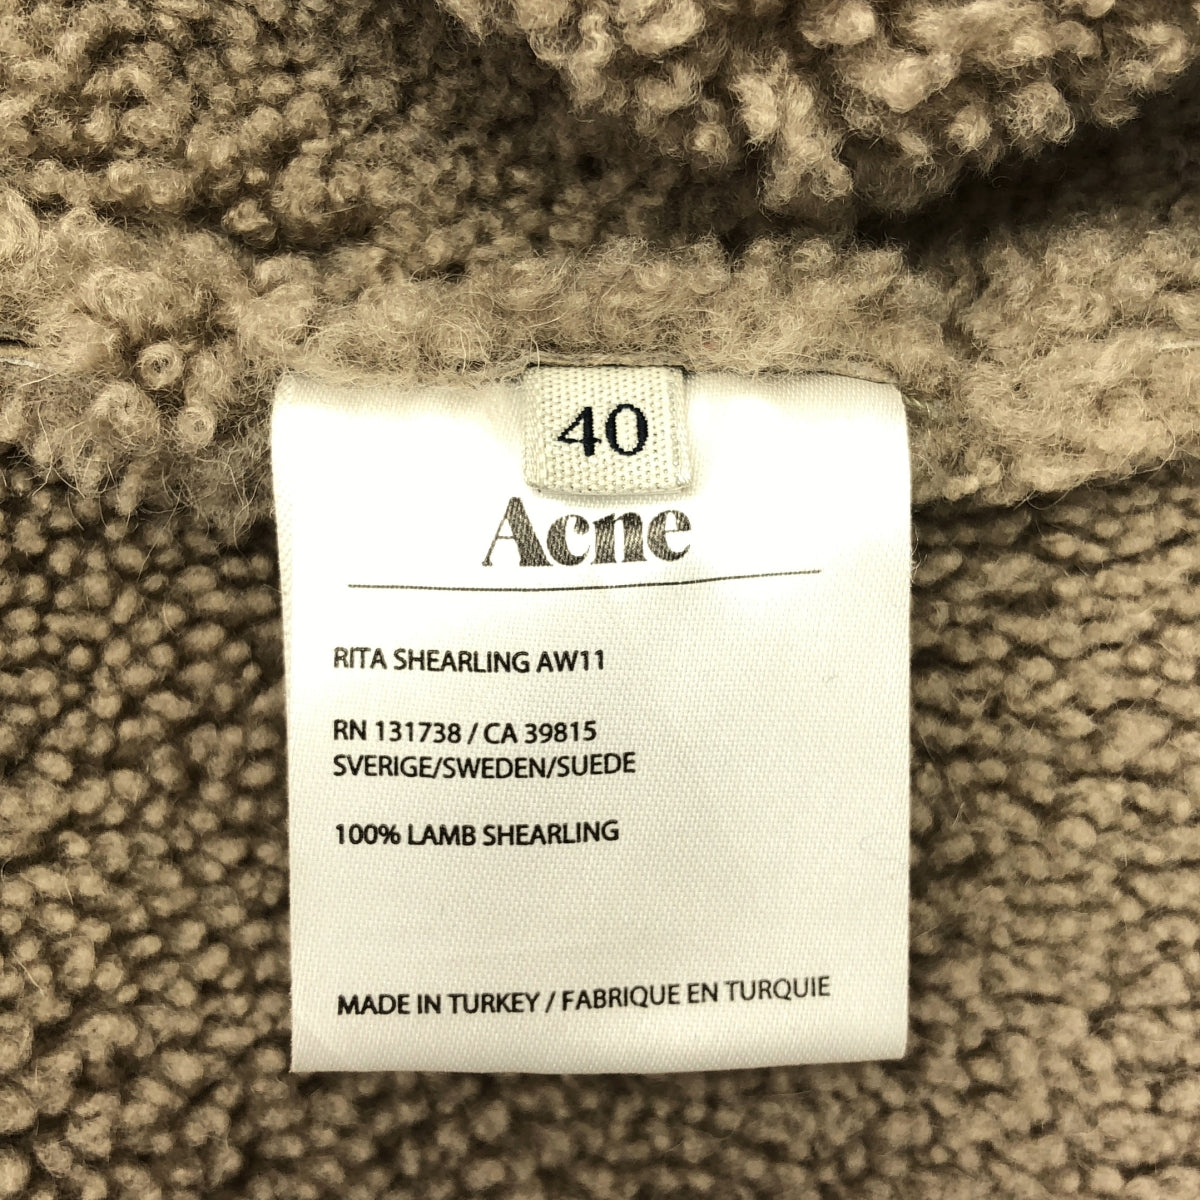 40
Acne
RITA SHEARLING AW11
RN 131738 / CA 39815
SVERIGE/SWEDEN/SUEDE
100% LAMB SHEARLING
MADE IN TURKEY / FABRIQUE EN TURQUIE